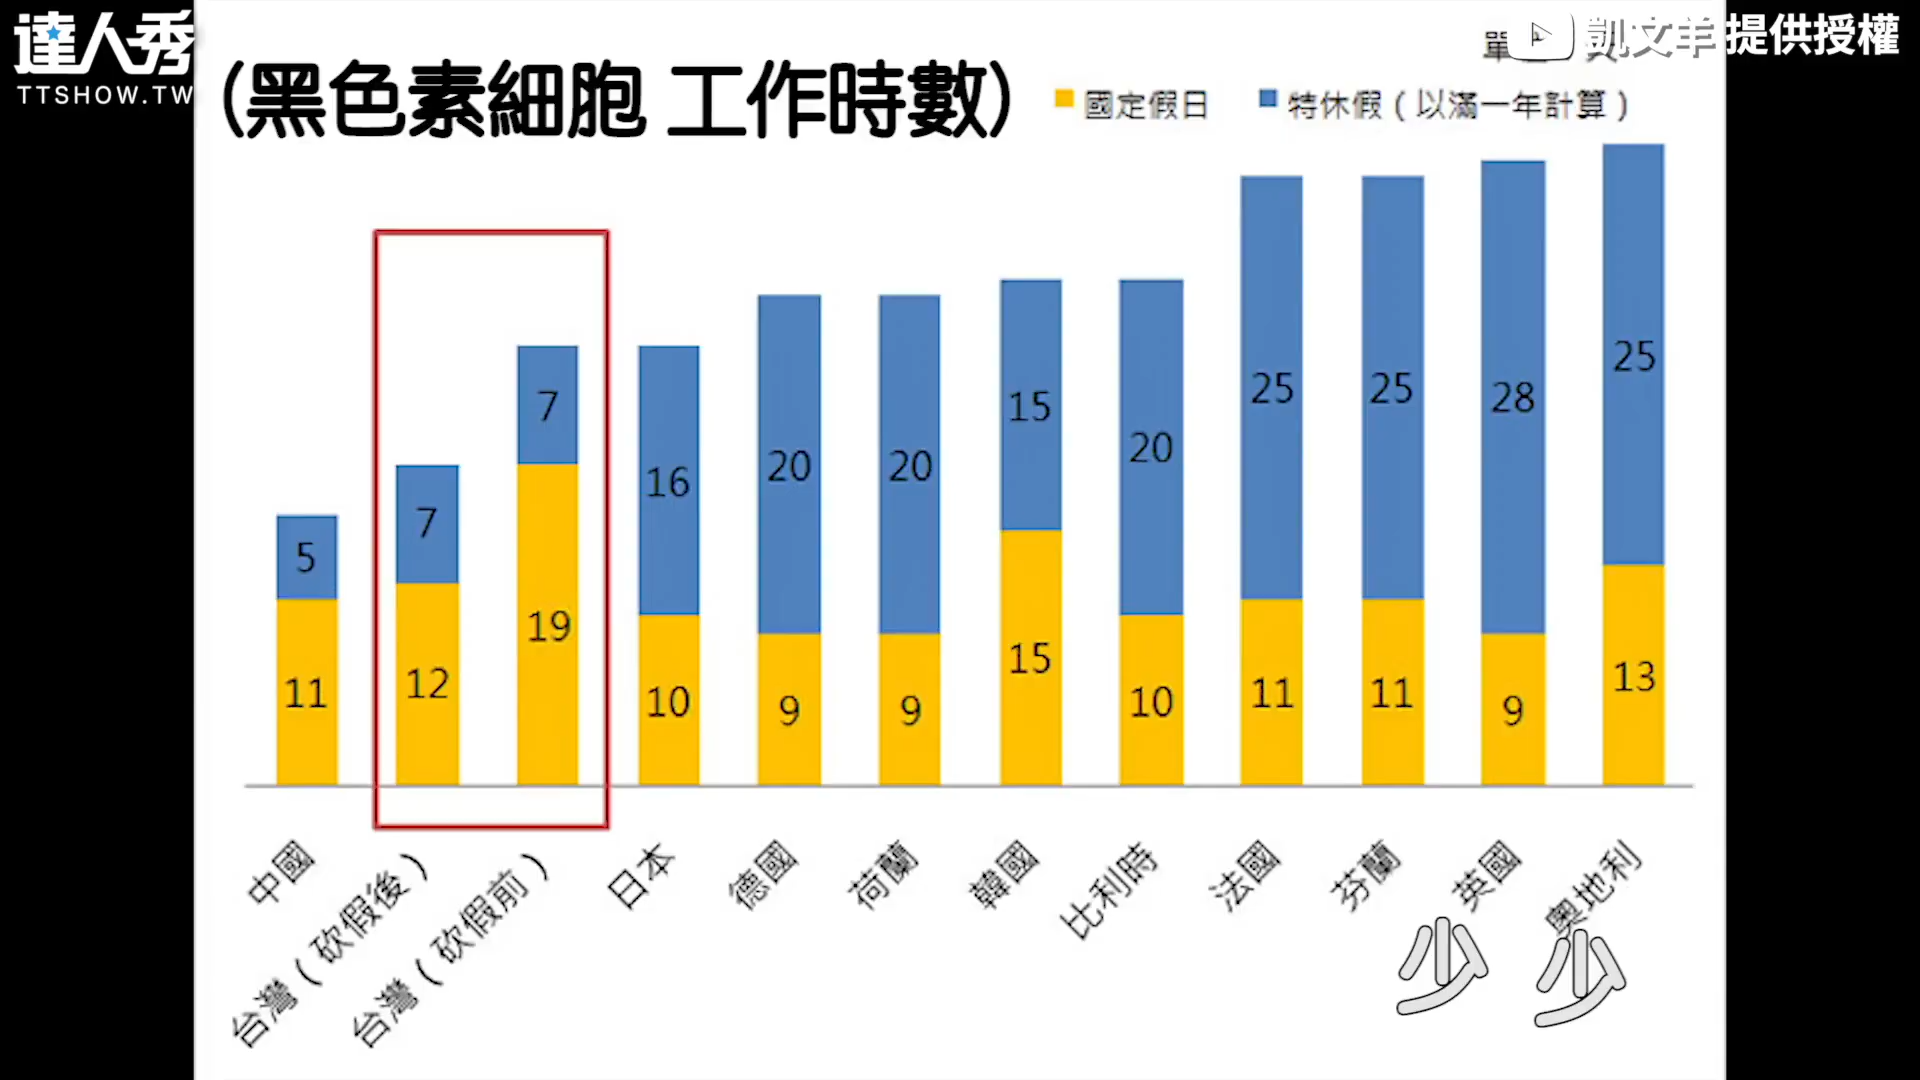 達人秀
TTSHOW.TW
凱文羊 提供授權
(黑色素細胞 工作時數)
國定假日
特休假（以滿一年計算）
5
7
7
16
20
20
15
20
25
25
28
25
11
12
19
10
9
9
15
10
11
11
9
13
中國
台灣（砍假後）
台灣（砍假前）
日本
德國
荷蘭
韓國
比利時
法國
芬蘭
英國
奧地利
少 少